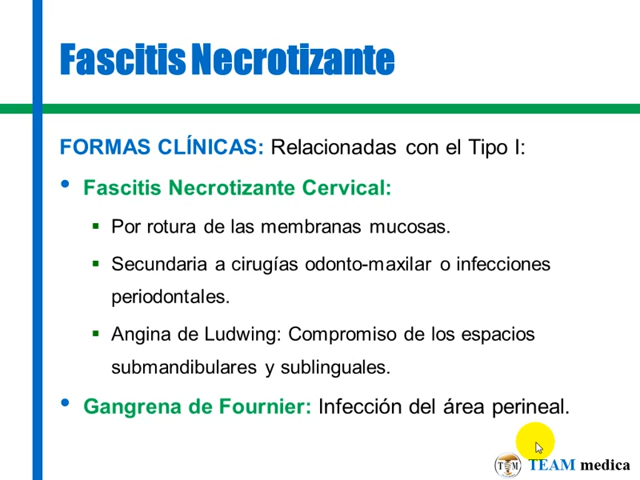 Fascitis Necrotizante
FORMAS CLÍNICAS: Relacionadas con el Tipo I:
• Fascitis Necrotizante Cervical:
▪ Por rotura de las membranas mucosas.
▪ Secundaria a cirugías odonto-maxilar o infecciones
periodontales.
▪ Angina de Ludwing: Compromiso de los espacios
submandibulares y sublinguales.
• Gangrena de Fournier: Infección del área perineal.
TEAM medica